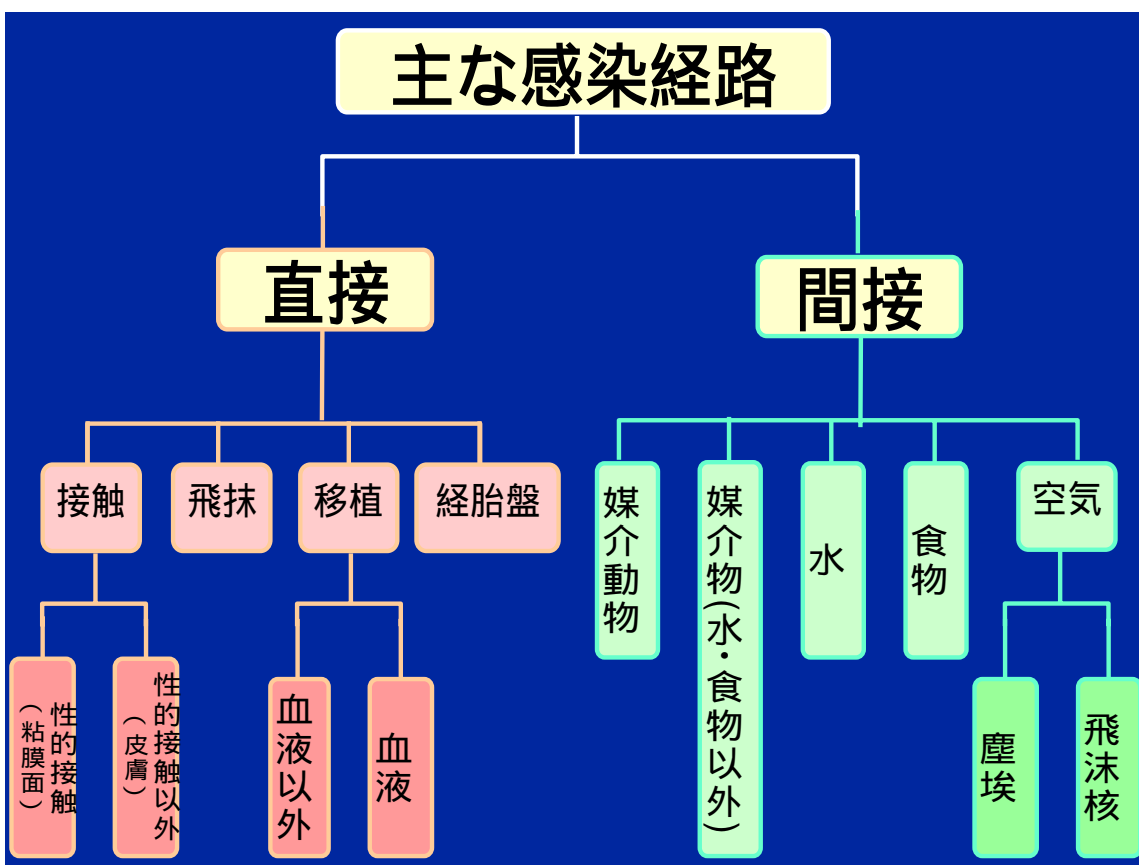 主な感染経路
直接
間接
接触
飛抹
移植
経胎盤
媒介動物
媒介物(水・食物以外)
水
食物
空気
性的接触
(粘膜面)
性的接触以外
(皮膚)
血液以外
血液
塵埃
飛沫核